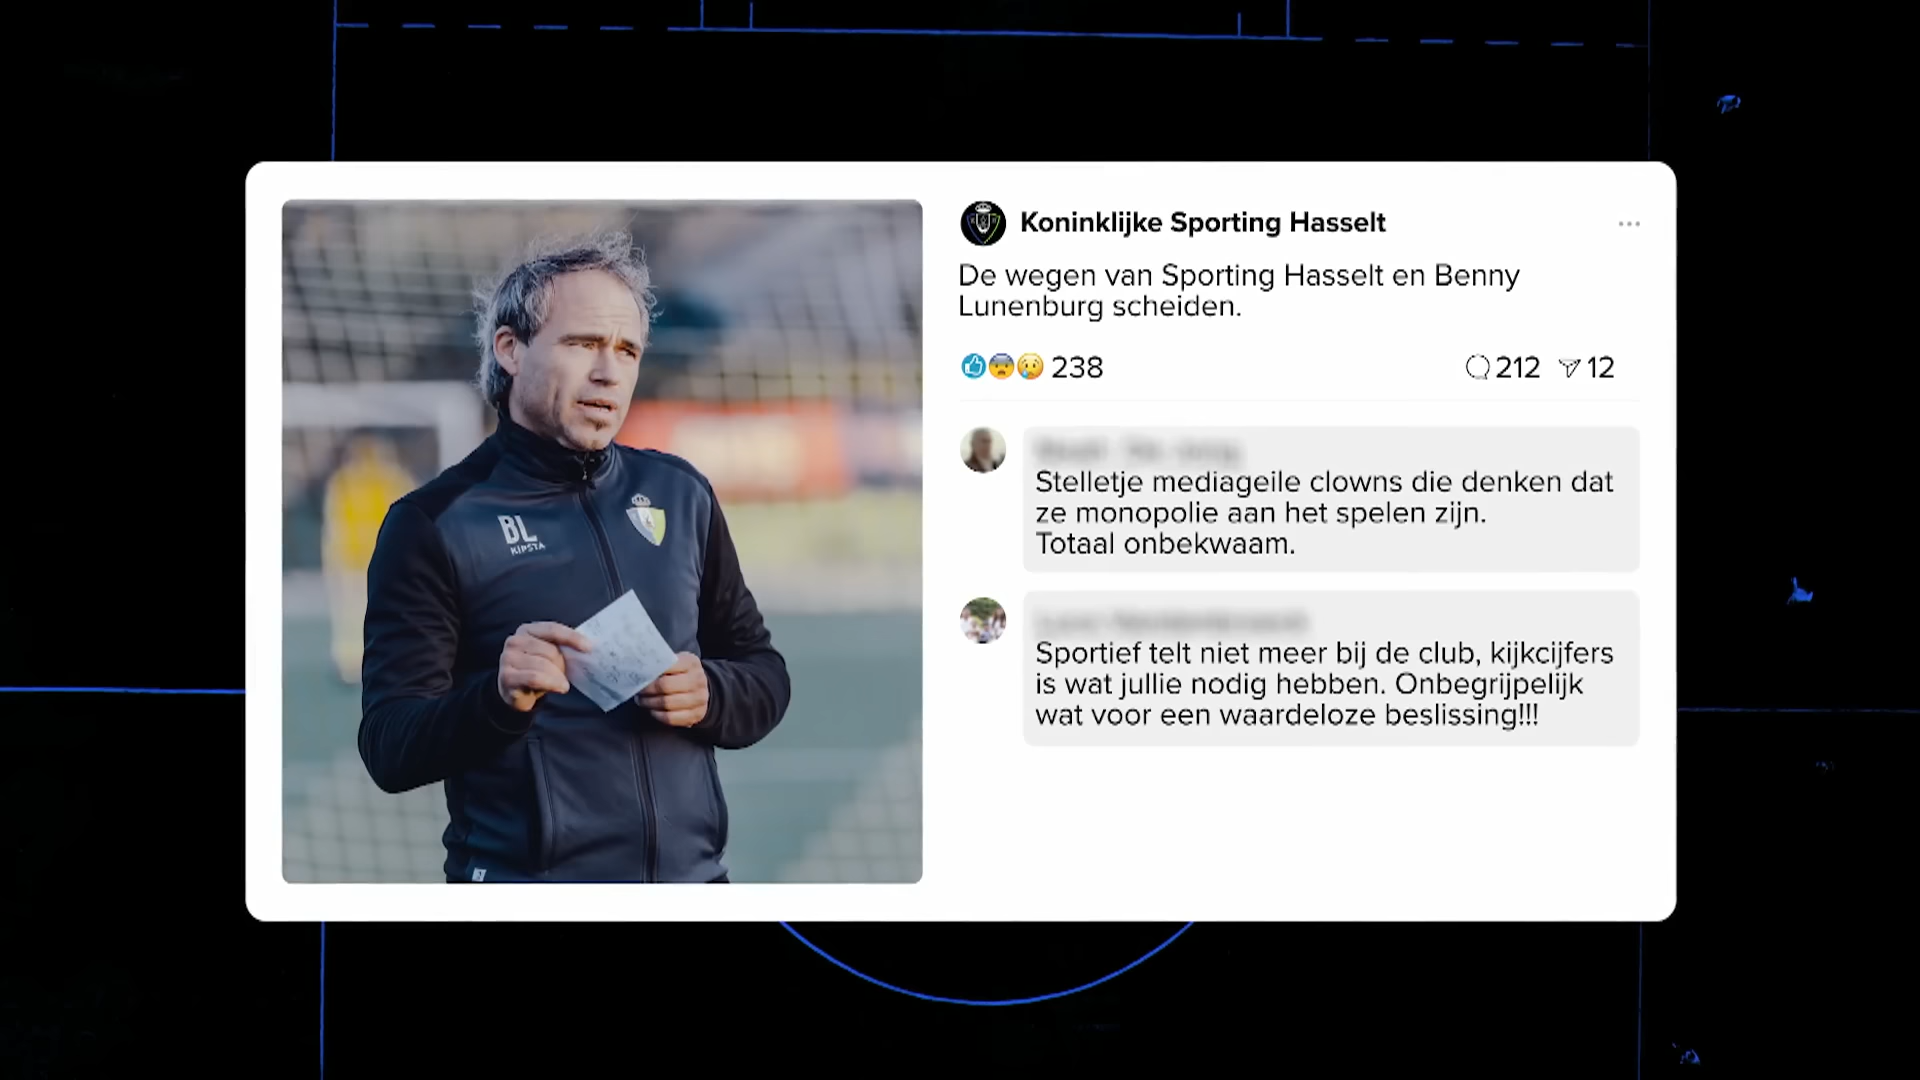 Koninklijke Sporting Hasselt
De wegen van Sporting Hasselt en Benny
Lunenburg scheiden.
238
212
12
Stelletje mediageile clowns die denken dat
ze monopolie aan het spelen zijn.
Totaal onbekwaam.
Sportief telt niet meer bij de club, kijkcijfers
is wat jullie nodig hebben. Onbegrijpelijk
wat voor een waardeloze beslissing!!!
BL
KIPSTA